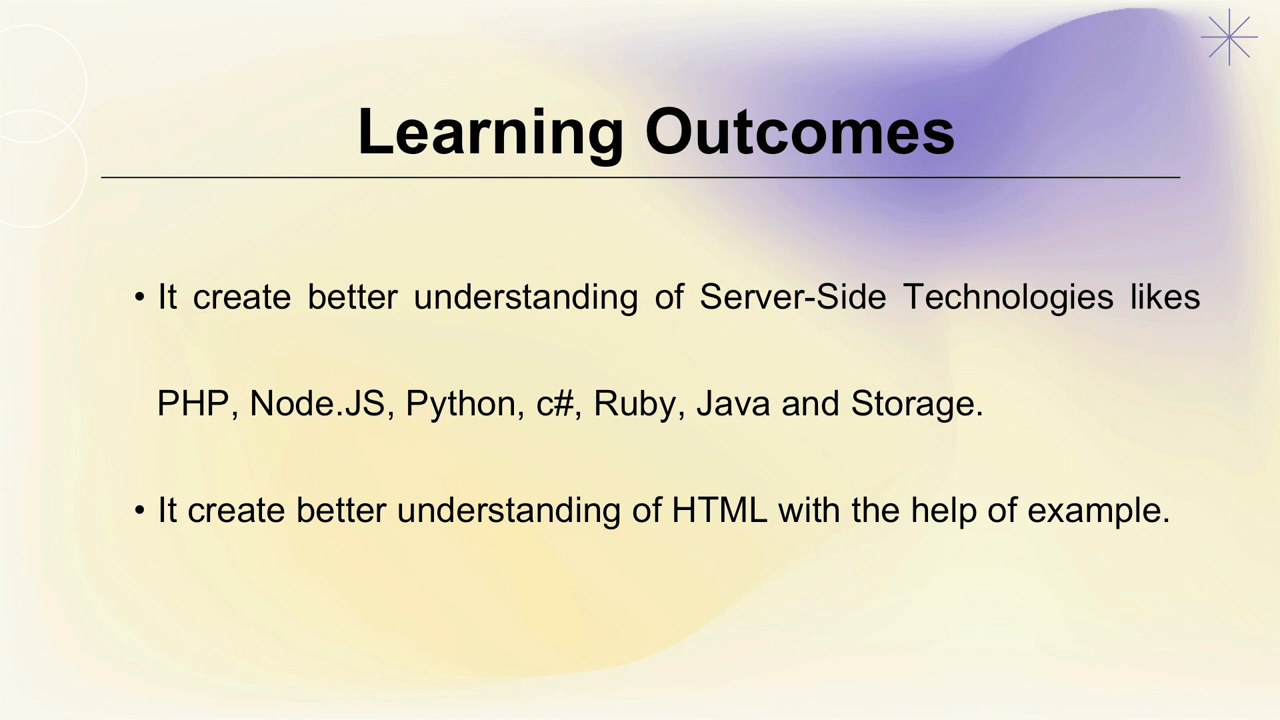 Learning Outcomes
• It create better understanding of Server-Side Technologies likes
PHP, Node.JS, Python, c#, Ruby, Java and Storage.
• It create better understanding of HTML with the help of example.